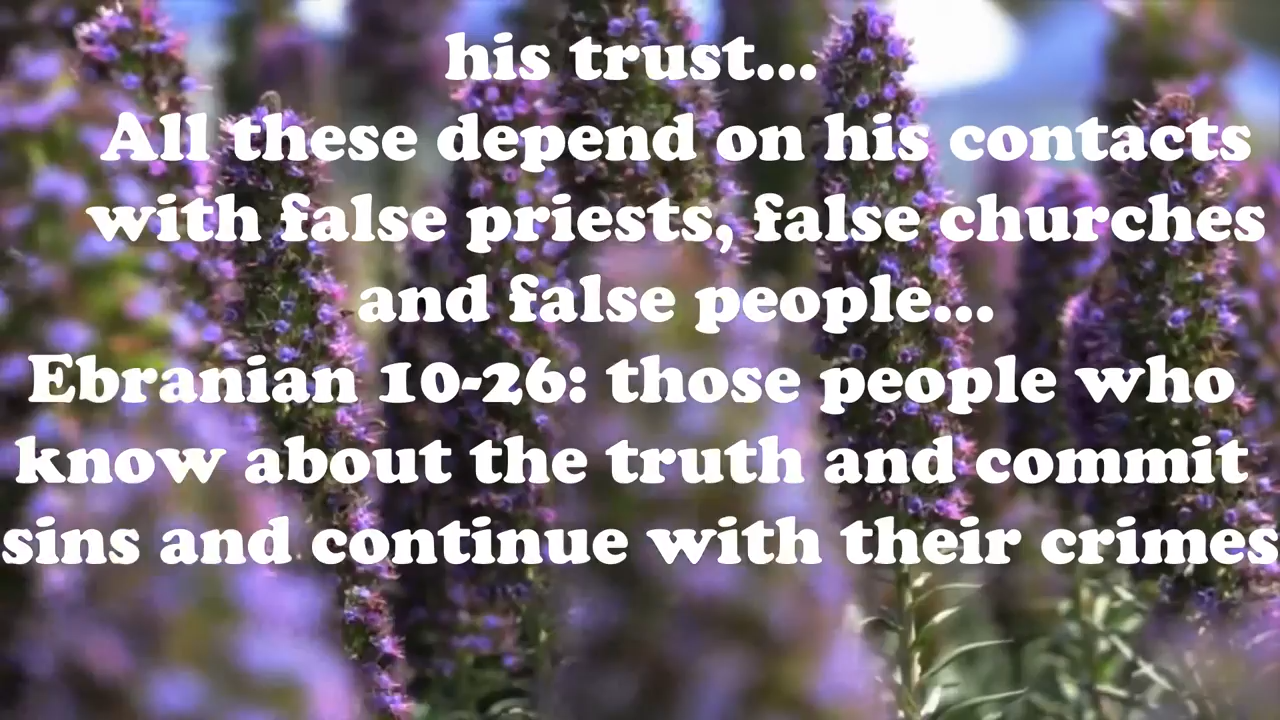 his trust...
All these depend on his contacts
with false priests, false churches
and false people...
Ebranian 10-26: those people who
know about the truth and commit
sins and continue with their crimes